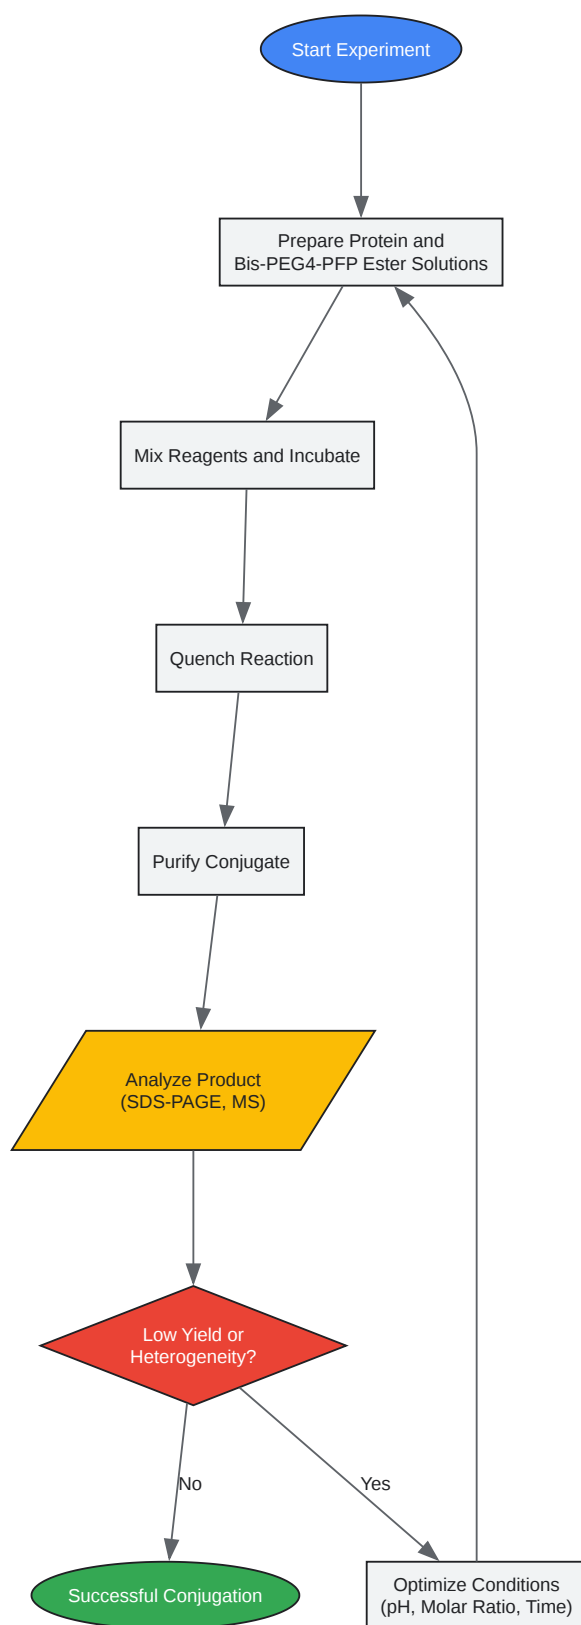 Start Experiment
Prepare Protein and
Bis-PEG4-PFP Ester Solutions
Mix Reagents and Incubate
Quench Reaction
Purify Conjugate
Analyze Product
(SDS-PAGE, MS)
Low Yield or
Heterogeneity?
No
Yes
Successful Conjugation
Optimize Conditions
(pH, Molar Ratio, Time)